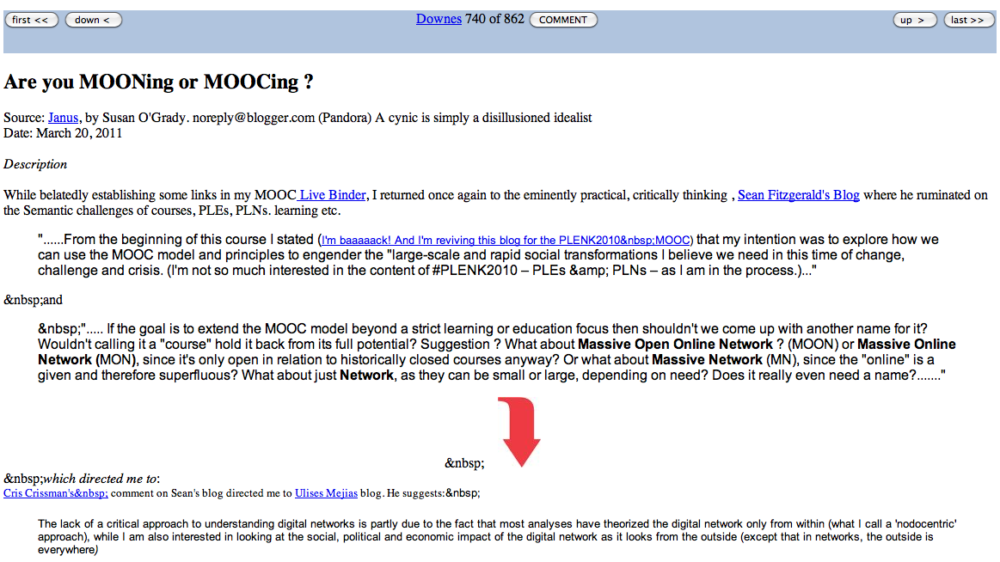 first << down < Downes 740 of 862 COMMENT up > last >>
Are you MOONing or MOOCing ?
Source: Janus, by Susan O'Grady. noreply@blogger.com (Pandora) A cynic is simply a disillusioned idealist
Date: March 20, 2011
Description
While belatedly establishing some links in my MOOC Live Binder, I returned once again to the eminently practical, critically thinking , Sean Fitzgerald's Blog where he ruminated on
the Semantic challenges of courses, PLEs, PLNs. learning etc.
"......From the beginning of this course I stated (I'm baaaaack! And I'm reviving this blog for the PLENK2010&nbsp;MOOC) that my intention was to explore how we
can use the MOOC model and principles to engender the "large-scale and rapid social transformations I believe we need in this time of change,
challenge and crisis. (I'm not so much interested in the content of #PLENK2010 – PLEs &amp; PLNs – as I am in the process.)..."
&nbsp;and
&nbsp;"..... If the goal is to extend the MOOC model beyond a strict learning or education focus then shouldn't we come up with another name for it?
Wouldn't calling it a "course" hold it back from its full potential? Suggestion ? What about Massive Open Online Network ? (MOON) or Massive Online
Network (MON), since it's only open in relation to historically closed courses anyway? Or what about Massive Network (MN), since the "online" is a
given and therefore superfluous? What about just Network, as they can be small or large, depending on need? Does it really even need a name?......."
&nbsp;
&nbsp;which directed me to:
Cris Crissman's&nbsp; comment on Sean's blog directed me to Ulises Mejias blog. He suggests:&nbsp;
The lack of a critical approach to understanding digital networks is partly due to the fact that most analyses have theorized the digital network only from within (what I call a 'nodocentric'
approach), while I am also interested in looking at the social, political and economic impact of the digital network as it looks from the outside (except that in networks, the outside is
everywhere)